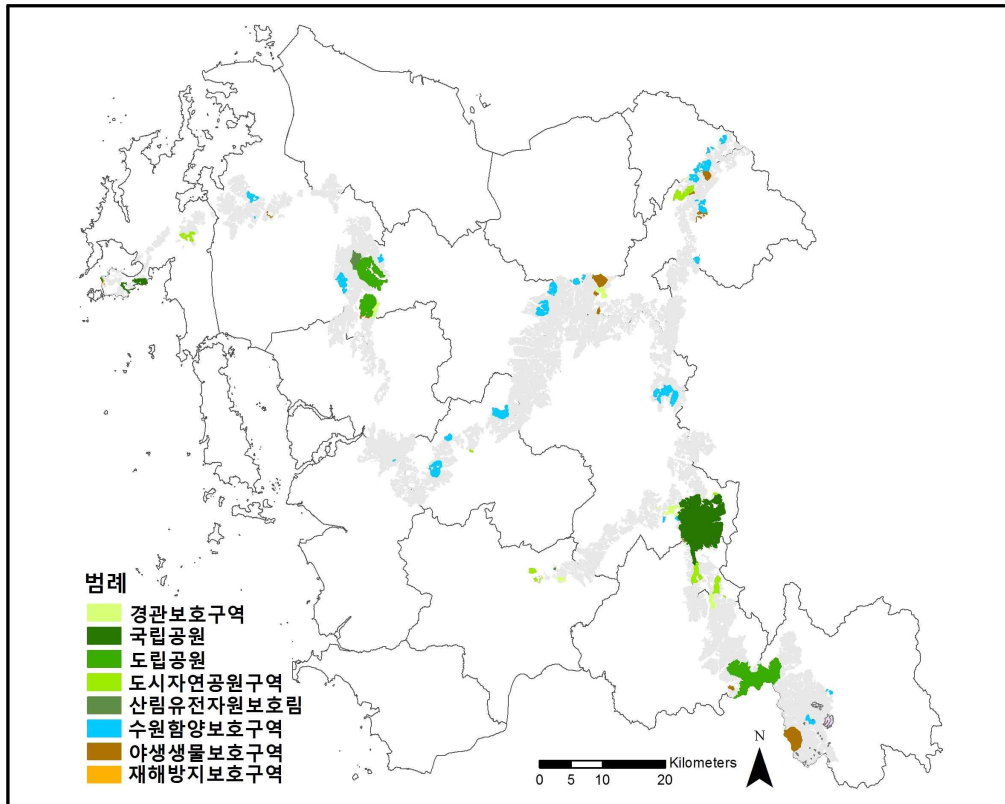 범례
경관보호구역
국립공원
도립공원
도시자연공원구역
산림유전자원보호림
수원함양보호구역
야생생물보호구역
재해방지보호구역
N
Kilometers
0 5 10 20